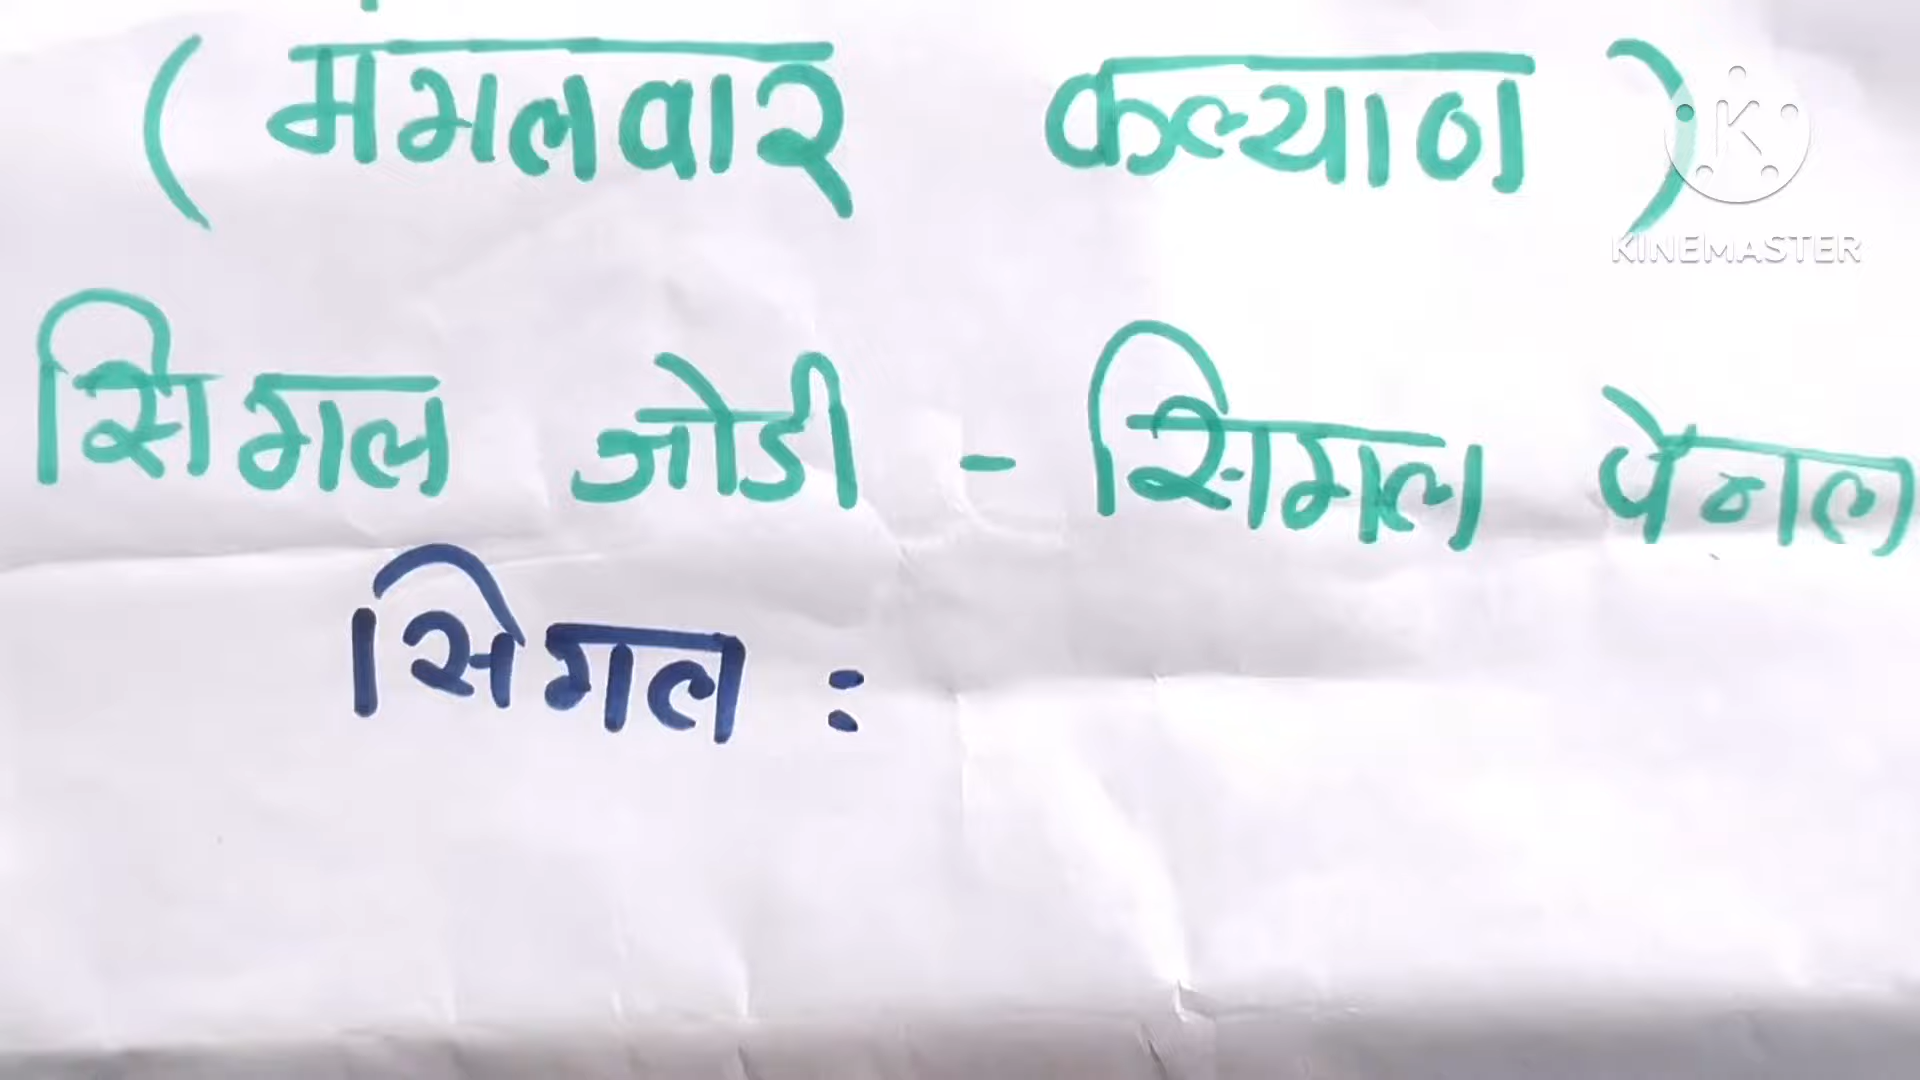 ( मंगलवार कल्याण )
KINEMASTER
सिगल जोडी - सिगल पेनल
सिगल :